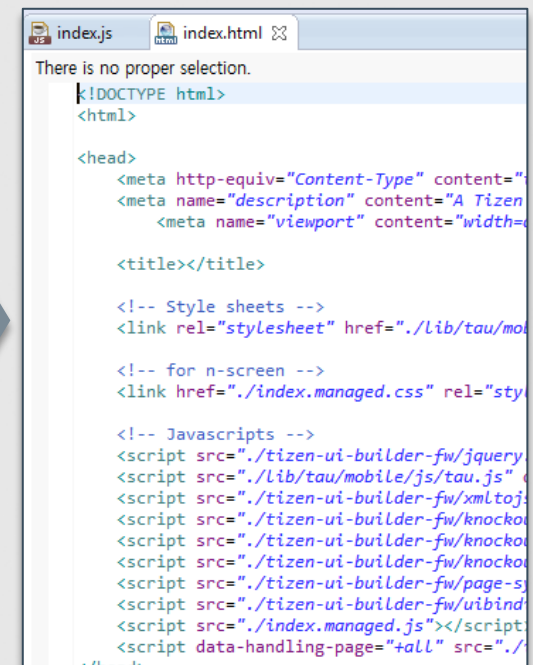 index.js index.html
There is no proper selection.
<!DOCTYPE html>
<html>
<head>
<meta http-equiv="Content-Type" content="
<meta name="description" content="A Tizen
<meta name="viewport" content="width=
<title></title>
<!-- Style sheets -->
<link rel="stylesheet" href="./lib/tau/mo
<!-- for n-screen -->
<link href="./index.managed.css" rel="sty
<!-- Javascripts -->
<script src="./tizen-ui-builder-fw/jquery.
<script src="./lib/tau/mobile/js/tau.js"
<script src="./tizen-ui-builder-fw/xmltojs
<script src="./tizen-ui-builder-fw/knockou
<script src="./tizen-ui-builder-fw/knockou
<script src="./tizen-ui-builder-fw/knockou
<script src="./tizen-ui-builder-fw/page-sy
<script src="./tizen-ui-builder-fw/uibind
<script src="./index.managed.js"></script
<script data-handling-page="+all" src="./